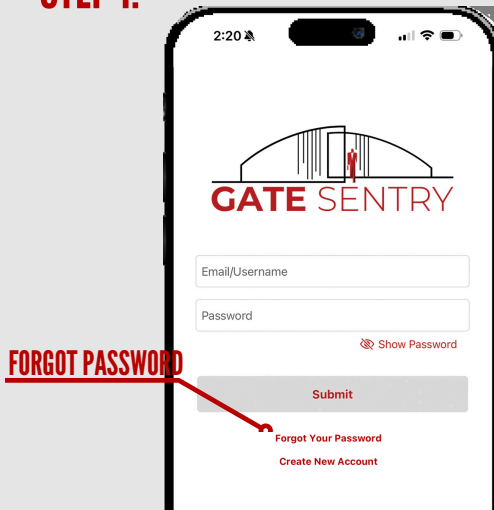 STEP 1:
2:20
GATE SENTRY
Email/Username
Password
Show Password
FORGOT PASSWORD
Submit
Forgot Your Password
Create New Account